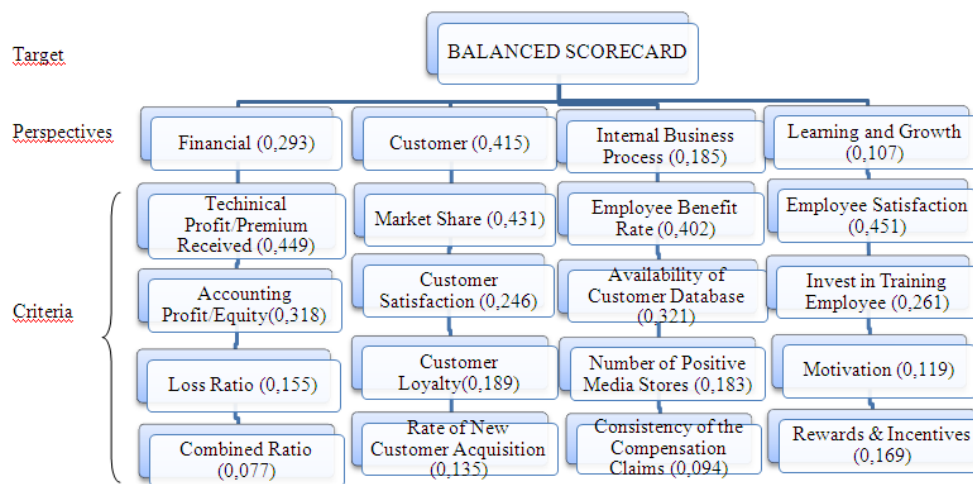 Target
BALANCED SCORECARD
Perspectives
Financial (0,293)
Customer (0,415)
Internal Business
Process (0,185)
Learning and Growth
(0,107)
Criteria
Techinical
Profit/Premium
Received (0,449)
Market Share (0,431)
Employee Benefit
Rate (0,402)
Employee Satisfaction
(0,451)
Accounting
Profit/Equity(0,318)
Customer
Satisfaction (0,246)
Availability of
Customer Database
(0,321)
Invest in Training
Employee (0,261)
Loss Ratio (0,155)
Customer
Loyalty(0,189)
Number of Positive
Media Stores (0,183)
Motivation (0,119)
Combined Ratio
(0,077)
Rate of New
Customer Acquisition
(0,135)
Consistency of the
Compensation
Claims (0,094)
Rewards & Incentives
(0,169)